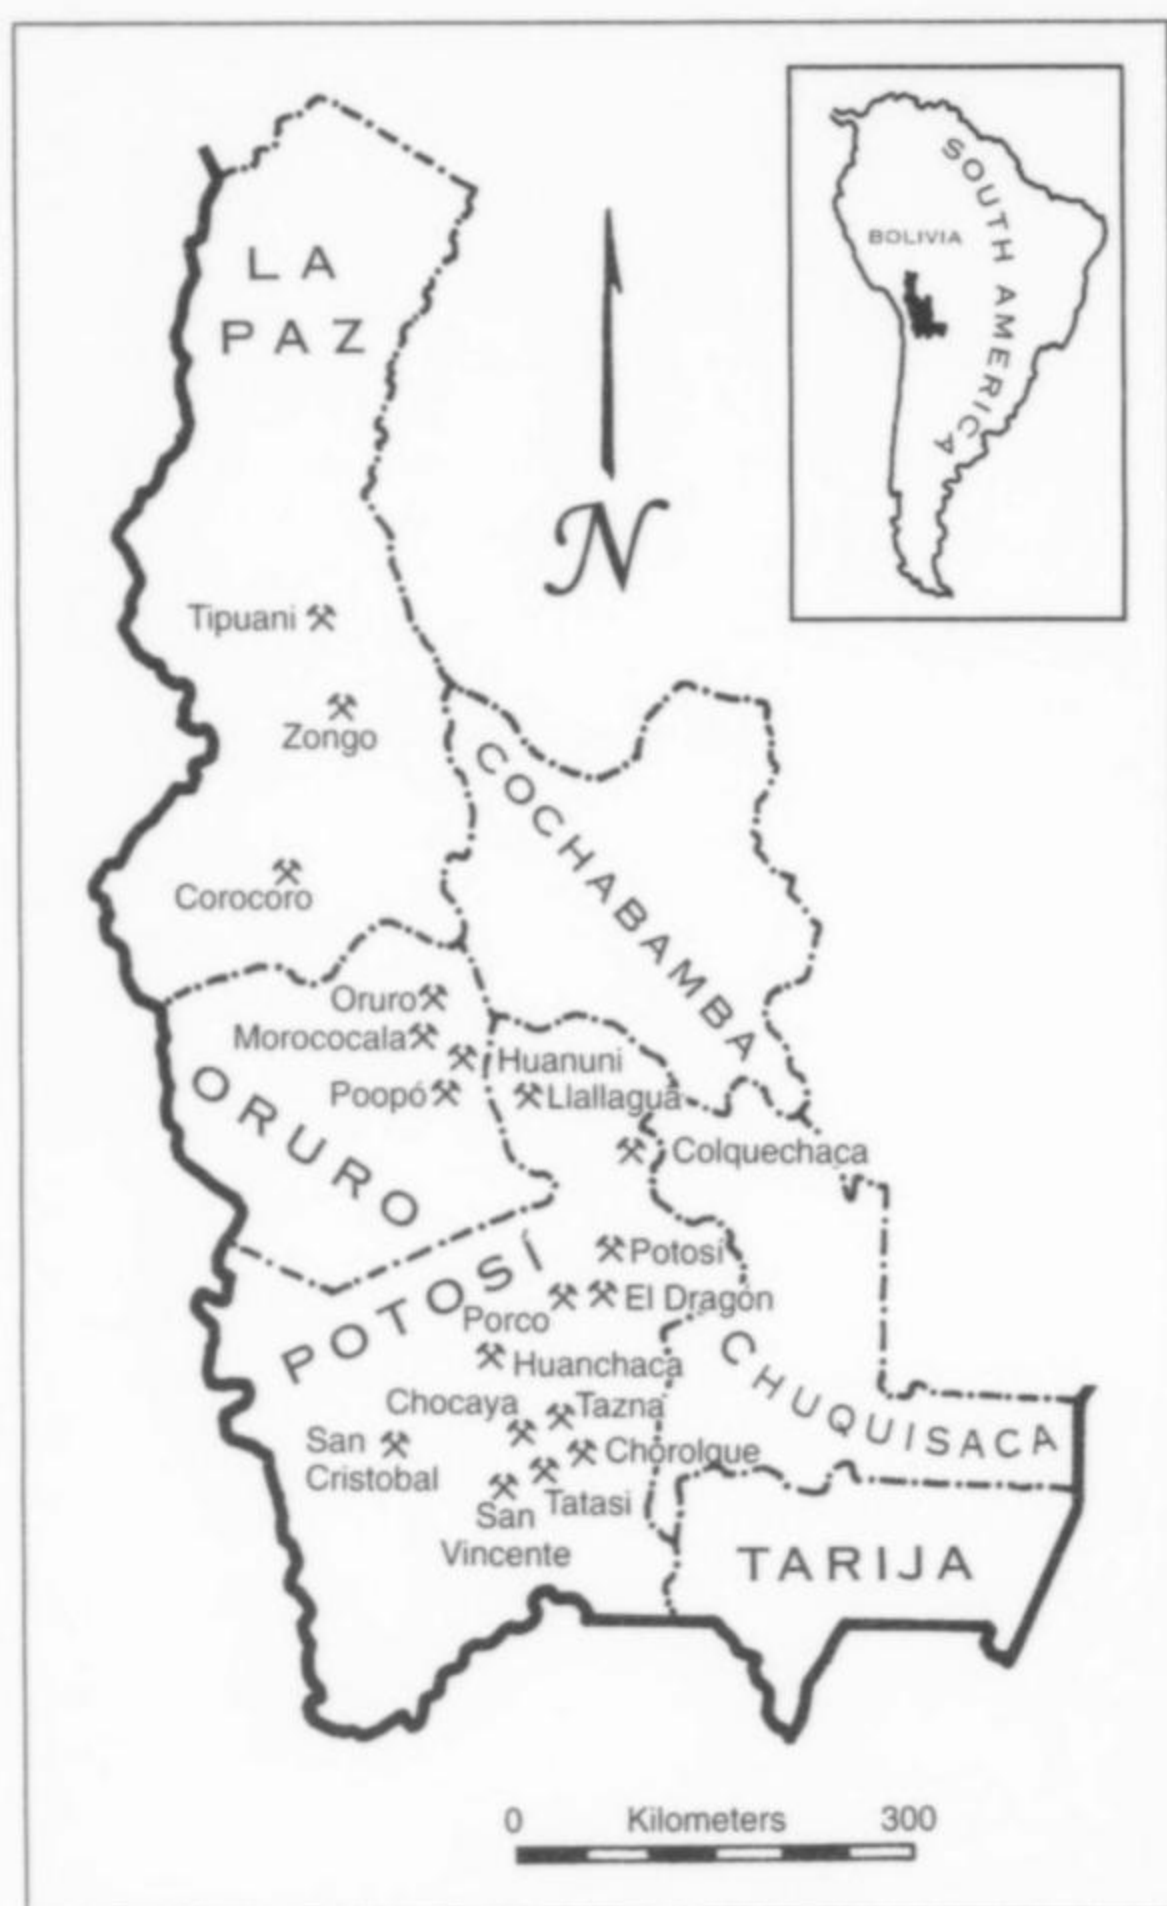 SOUTH AMERICA
BOLIVIA
LA
PAZ
N
Tipuani
Zongo
COCHABAMBA
Corocoro
Oruro
Morococala
Huanuni
Poopó
Llallagua
ORURO
Colquechaca
POTOSÍ
Potosí
El Dragón
Porco
CHUQUISACA
Huanchaca
Chocaya
Tazna
San
Cristobal
Chorolque
Tatasi
San
Vincente
TARIJA
0 Kilometers 300